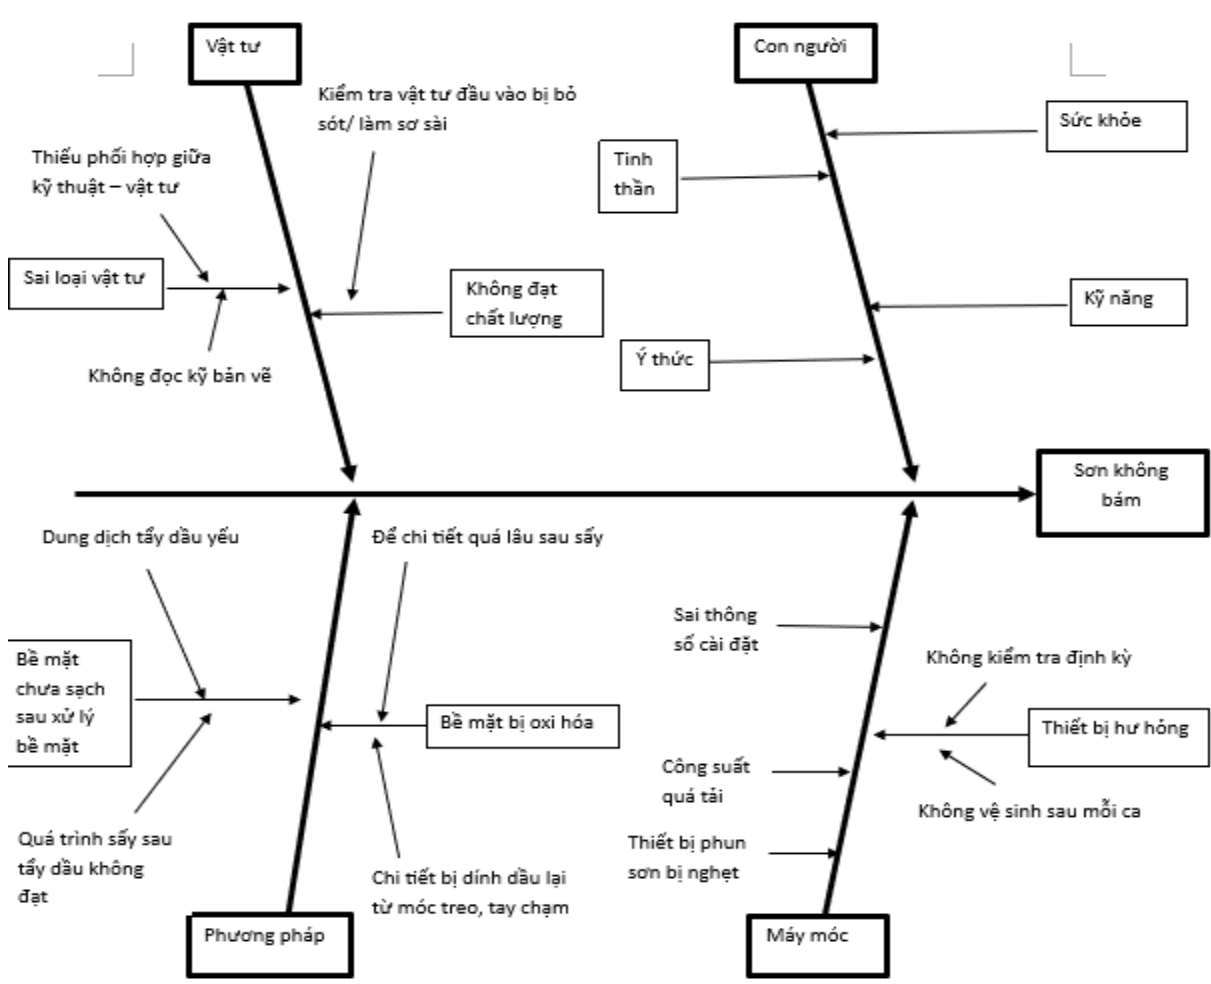 Vật tư
Con người
Kiểm tra vật tư đầu vào bị bỏ
sót/ làm sơ sài
Sức khỏe
Thiếu phối hợp giữa
kỹ thuật – vật tư
Tinh
thần
Sai loại vật tư
Không đạt
chất lượng
Kỹ năng
Không đọc kỹ bản vẽ
Ý thức
Sơn không
bám
Dung dịch tẩy dầu yếu
Để chi tiết quá lâu sau sấy
Sai thông
số cài đặt
Không kiểm tra định kỳ
Bề mặt
chưa sạch
sau xử lý
bề mặt
Bề mặt bị oxi hóa
Thiết bị hư hỏng
Công suất
quá tải
Không vệ sinh sau mỗi ca
Thiết bị phun
sơn bị nghẹt
Quá trình sấy sau
tẩy dầu không
đạt
Chi tiết bị dính dầu lại
từ móc treo, tay chạm
Phương pháp
Máy móc